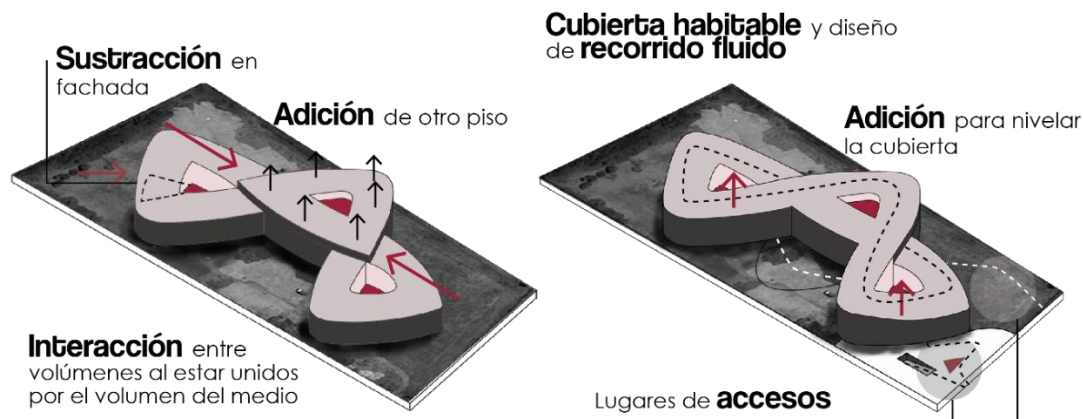 Sustracción en
fachada
Adición de otro piso
Interacción entre
volúmenes al estar unidos
por el volumen del medio
Cubierta habitable y diseño
de recorrido fluido
Adición para nivelar
la cubierta
Lugares de accesos